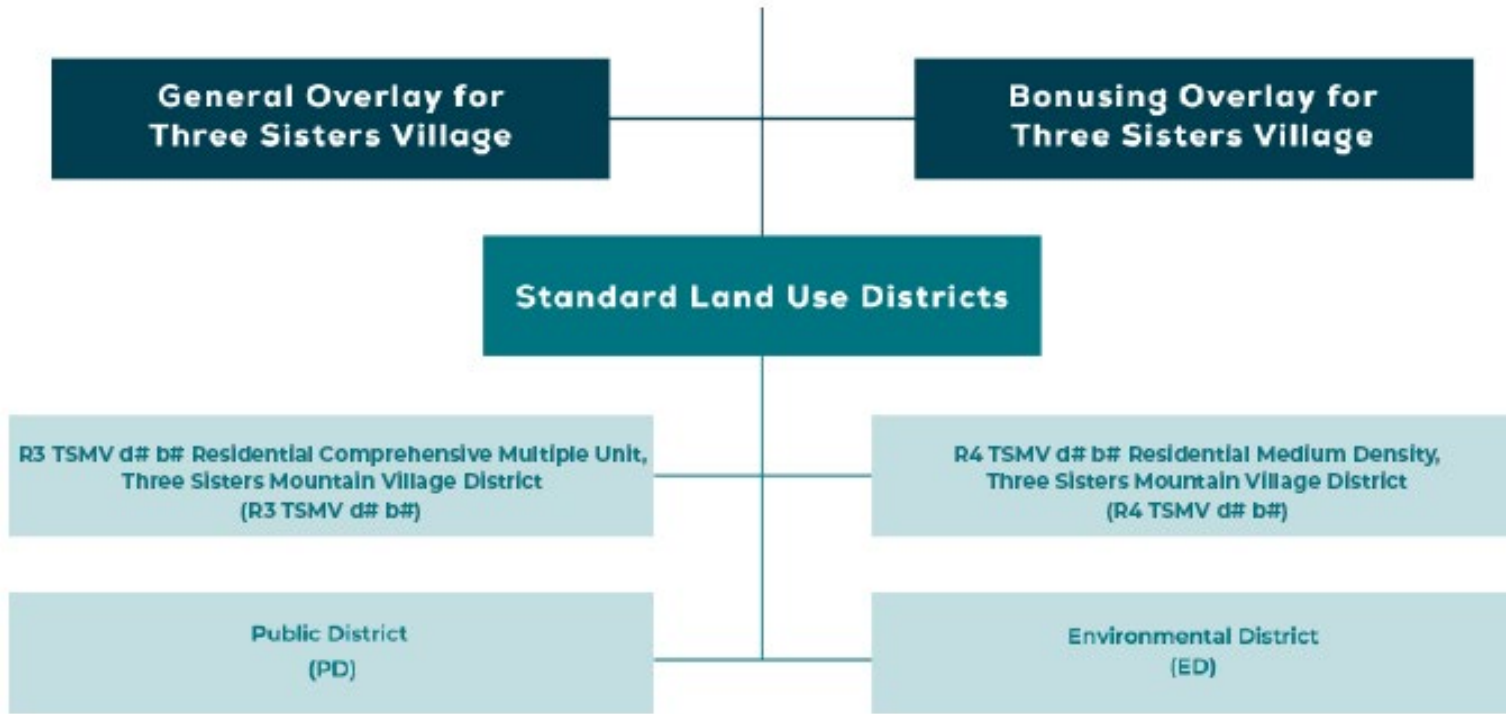 General Overlay for
Three Sisters Village
Bonusing Overlay for
Three Sisters Village
Standard Land Use Districts
R3 TSMV d# b# Residential Comprehensive Multiple Unit,
Three Sisters Mountain Village District
(R3 TSMV d# b#)
R4 TSMV d# b# Residential Medium Density,
Three Sisters Mountain Village District
(R4 TSMV d# b#)
Public District
(PD)
Environmental District
(ED)